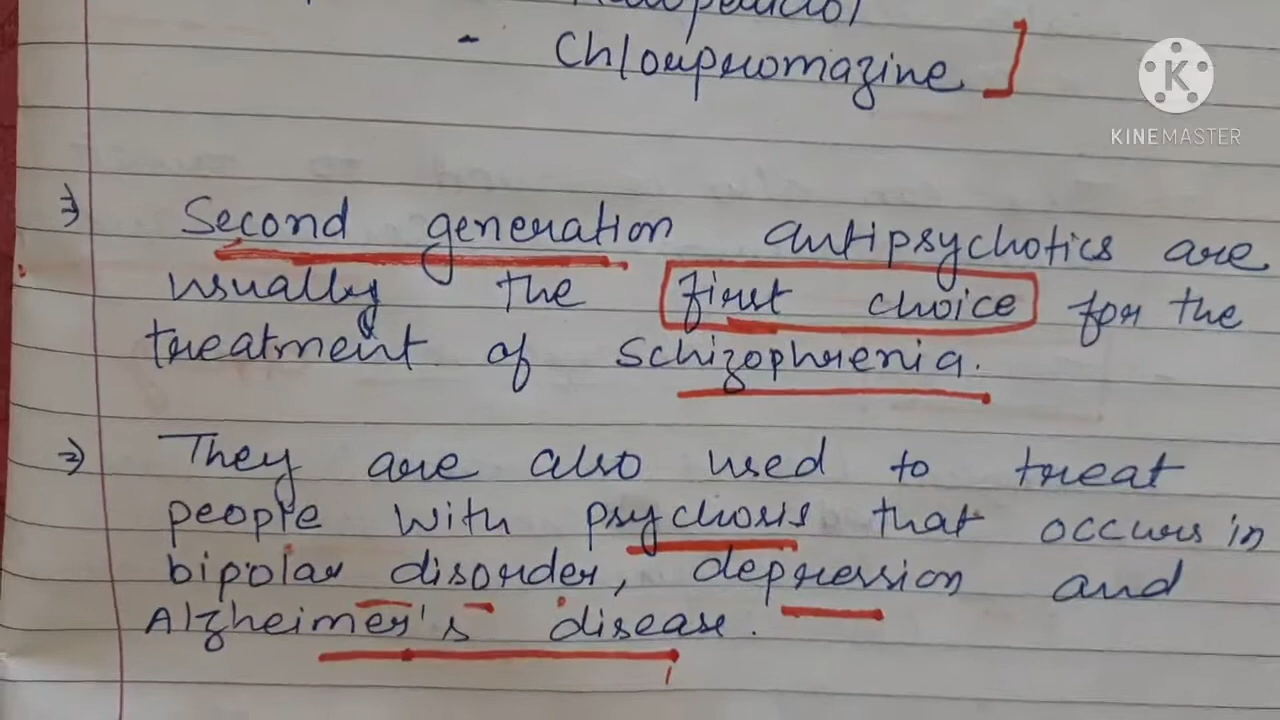 Haloperidol
- Chlorpromazine ]
⇒ Second generation antipsychotics are
usually the first choice for the
treatment of schizophrenia.
⇒ They are also used to treat
people with psychosis that occurs in
bipolar disorder, depression and
Alzheimer's disease.
K
KINEMASTER